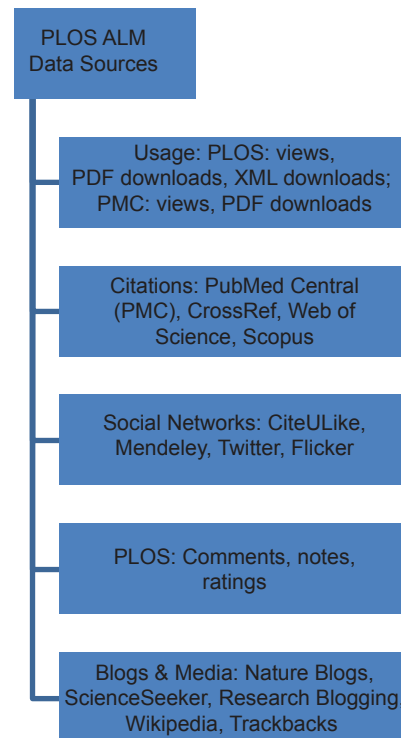 PLOS ALM
Data Sources
Usage: PLOS: views,
PDF downloads, XML downloads;
PMC: views, PDF downloads
Citations: PubMed Central
(PMC), CrossRef, Web of
Science, Scopus
Social Networks: CiteULike,
Mendeley, Twitter, Flicker
PLOS: Comments, notes,
ratings
Blogs & Media: Nature Blogs,
ScienceSeeker, Research Blogging,
Wikipedia, Trackbacks